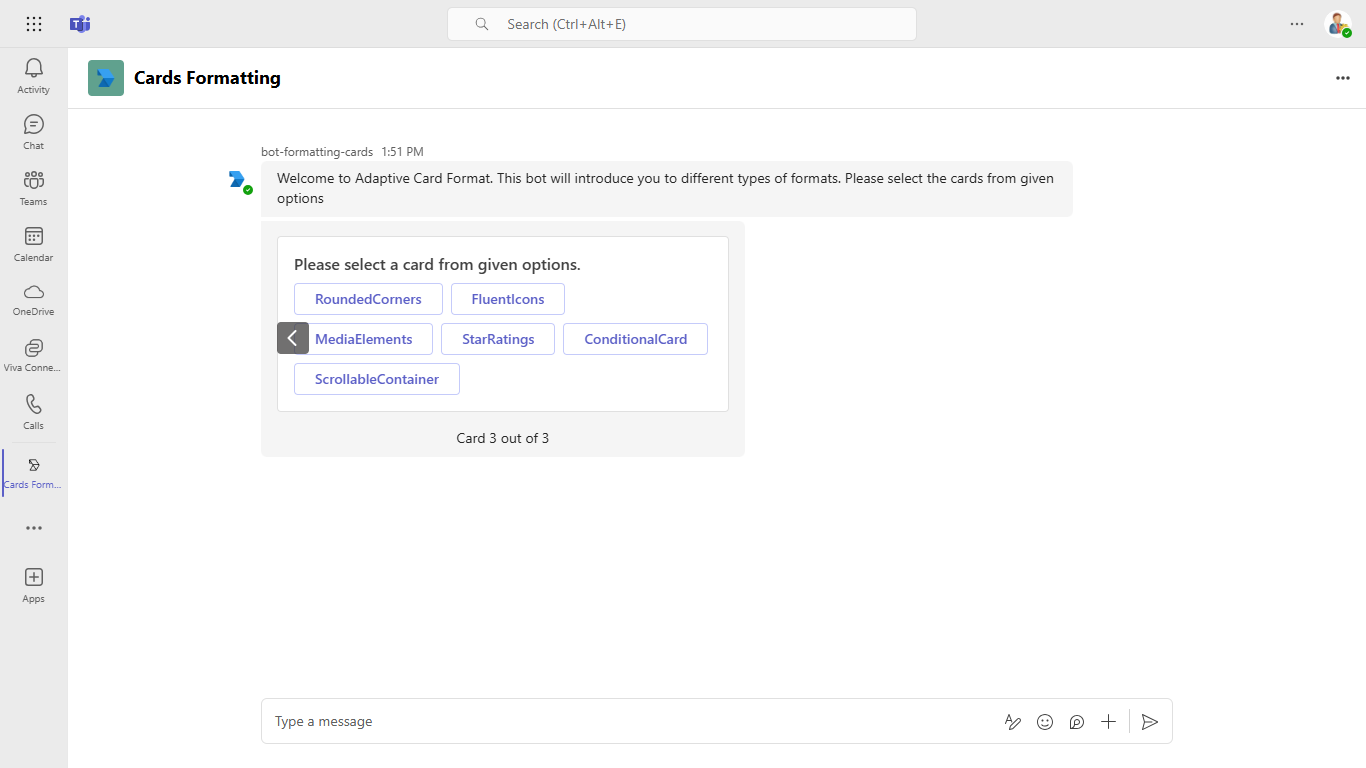 Search (Ctrl+Alt+E)
Cards Formatting
Activity
Chat
Teams
Calendar
OneDrive
Viva Conne...
Calls
Cards Form...
Apps
bot-formatting-cards 1:51 PM
Welcome to Adaptive Card Format. This bot will introduce you to different types of formats. Please select the cards from given
options
Please select a card from given options.
RoundedCorners FluentIcons
MediaElements StarRatings ConditionalCard
ScrollableContainer
Card 3 out of 3
Type a message